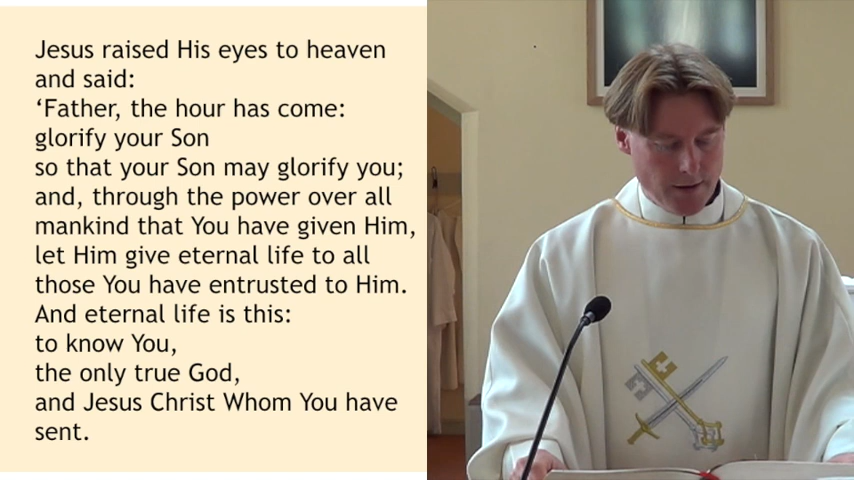 Jesus raised His eyes to heaven
and said:
‘Father, the hour has come:
glorify your Son
so that your Son may glorify you;
and, through the power over all
mankind that You have given Him,
let Him give eternal life to all
those You have entrusted to Him.
And eternal life is this:
to know You,
the only true God,
and Jesus Christ Whom You have
sent.